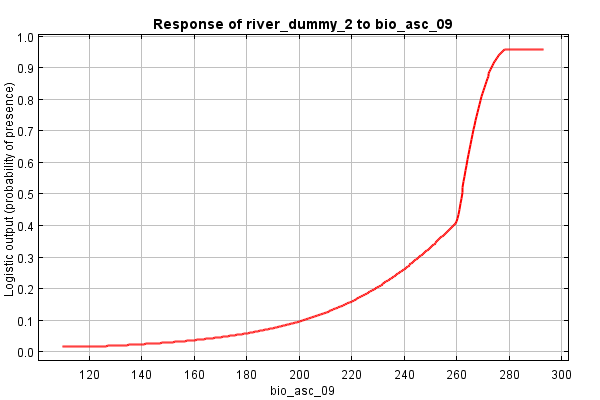 Response of river_dummy_2 to bio_asc_09
Logistic output (probability of presence)
1.0
0.9
0.8
0.7
0.6
0.5
0.4
0.3
0.2
0.1
0.0
120 140 160 180 200 220 240 260 280 300
bio_asc_09